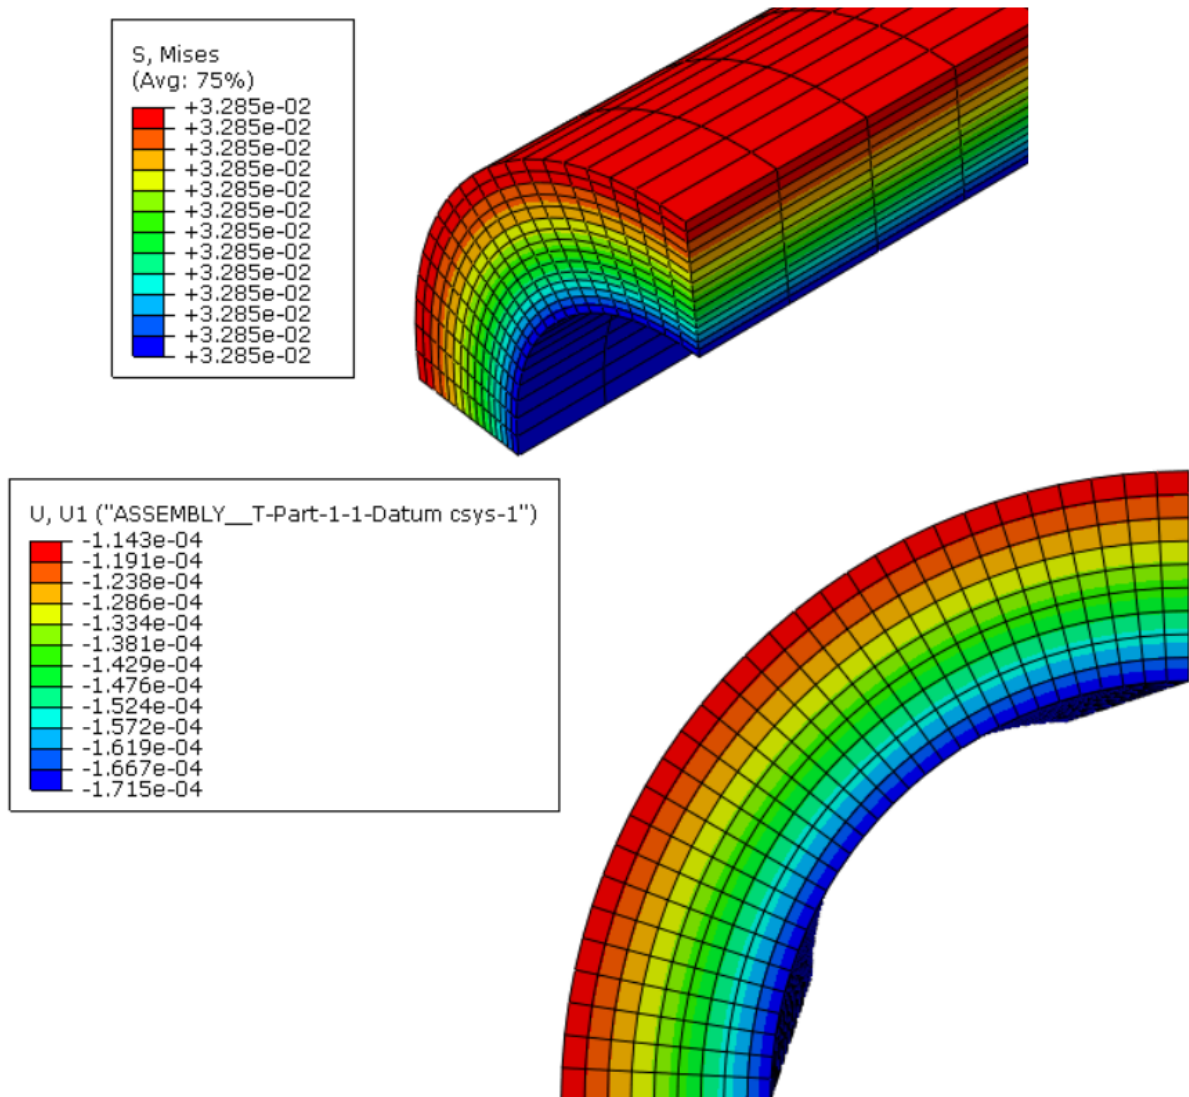 S, Mises
(Avg: 75%)
+3.285e-02
+3.285e-02
+3.285e-02
+3.285e-02
+3.285e-02
+3.285e-02
+3.285e-02
+3.285e-02
+3.285e-02
+3.285e-02
+3.285e-02
+3.285e-02
+3.285e-02
U, U1 ("ASSEMBLY__T-Part-1-1-Datum csys-1")
-1.143e-04
-1.191e-04
-1.238e-04
-1.286e-04
-1.334e-04
-1.381e-04
-1.429e-04
-1.476e-04
-1.524e-04
-1.572e-04
-1.619e-04
-1.667e-04
-1.715e-04